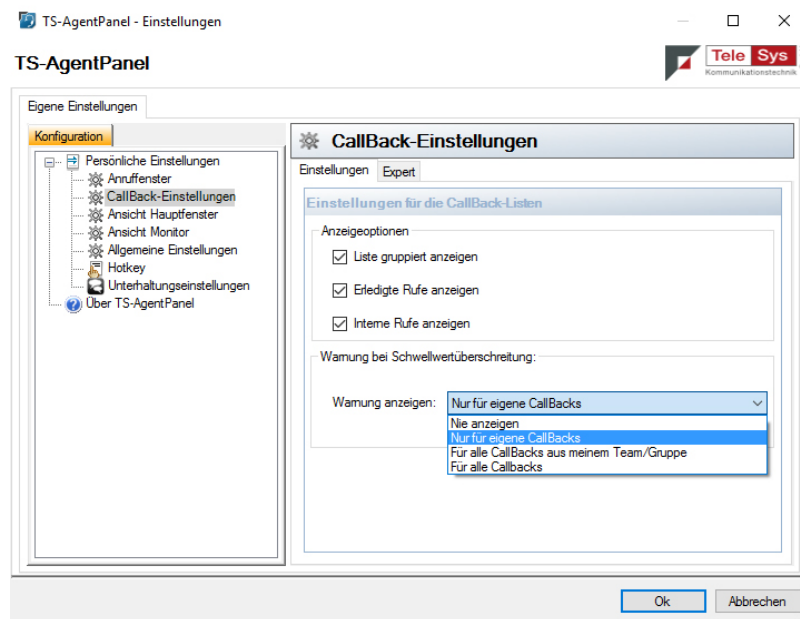 TS-AgentPanel - Einstellungen
TS-AgentPanel
Tele Sys
Kommunikationstechnik
Eigene Einstellungen
Konfiguration
Persönliche Einstellungen
Anruffenster
CallBack-Einstellungen
Ansicht Hauptfenster
Ansicht Monitor
Allgemeine Einstellungen
Hotkey
Unterhaltungseinstellungen
Über TS-AgentPanel
CallBack-Einstellungen
Einstellungen Expert
Einstellungen für die CallBack-Listen
Anzeigeoptionen
Liste gruppiert anzeigen
Erledigte Rufe anzeigen
Interne Rufe anzeigen
Warnung bei Schwellwertüberschreitung:
Warnung anzeigen: Nur für eigene CallBacks
Nie anzeigen
Nur für eigene CallBacks
Für alle CallBacks aus meinem Team/Gruppe
Für alle Callbacks
Ok Abbrechen